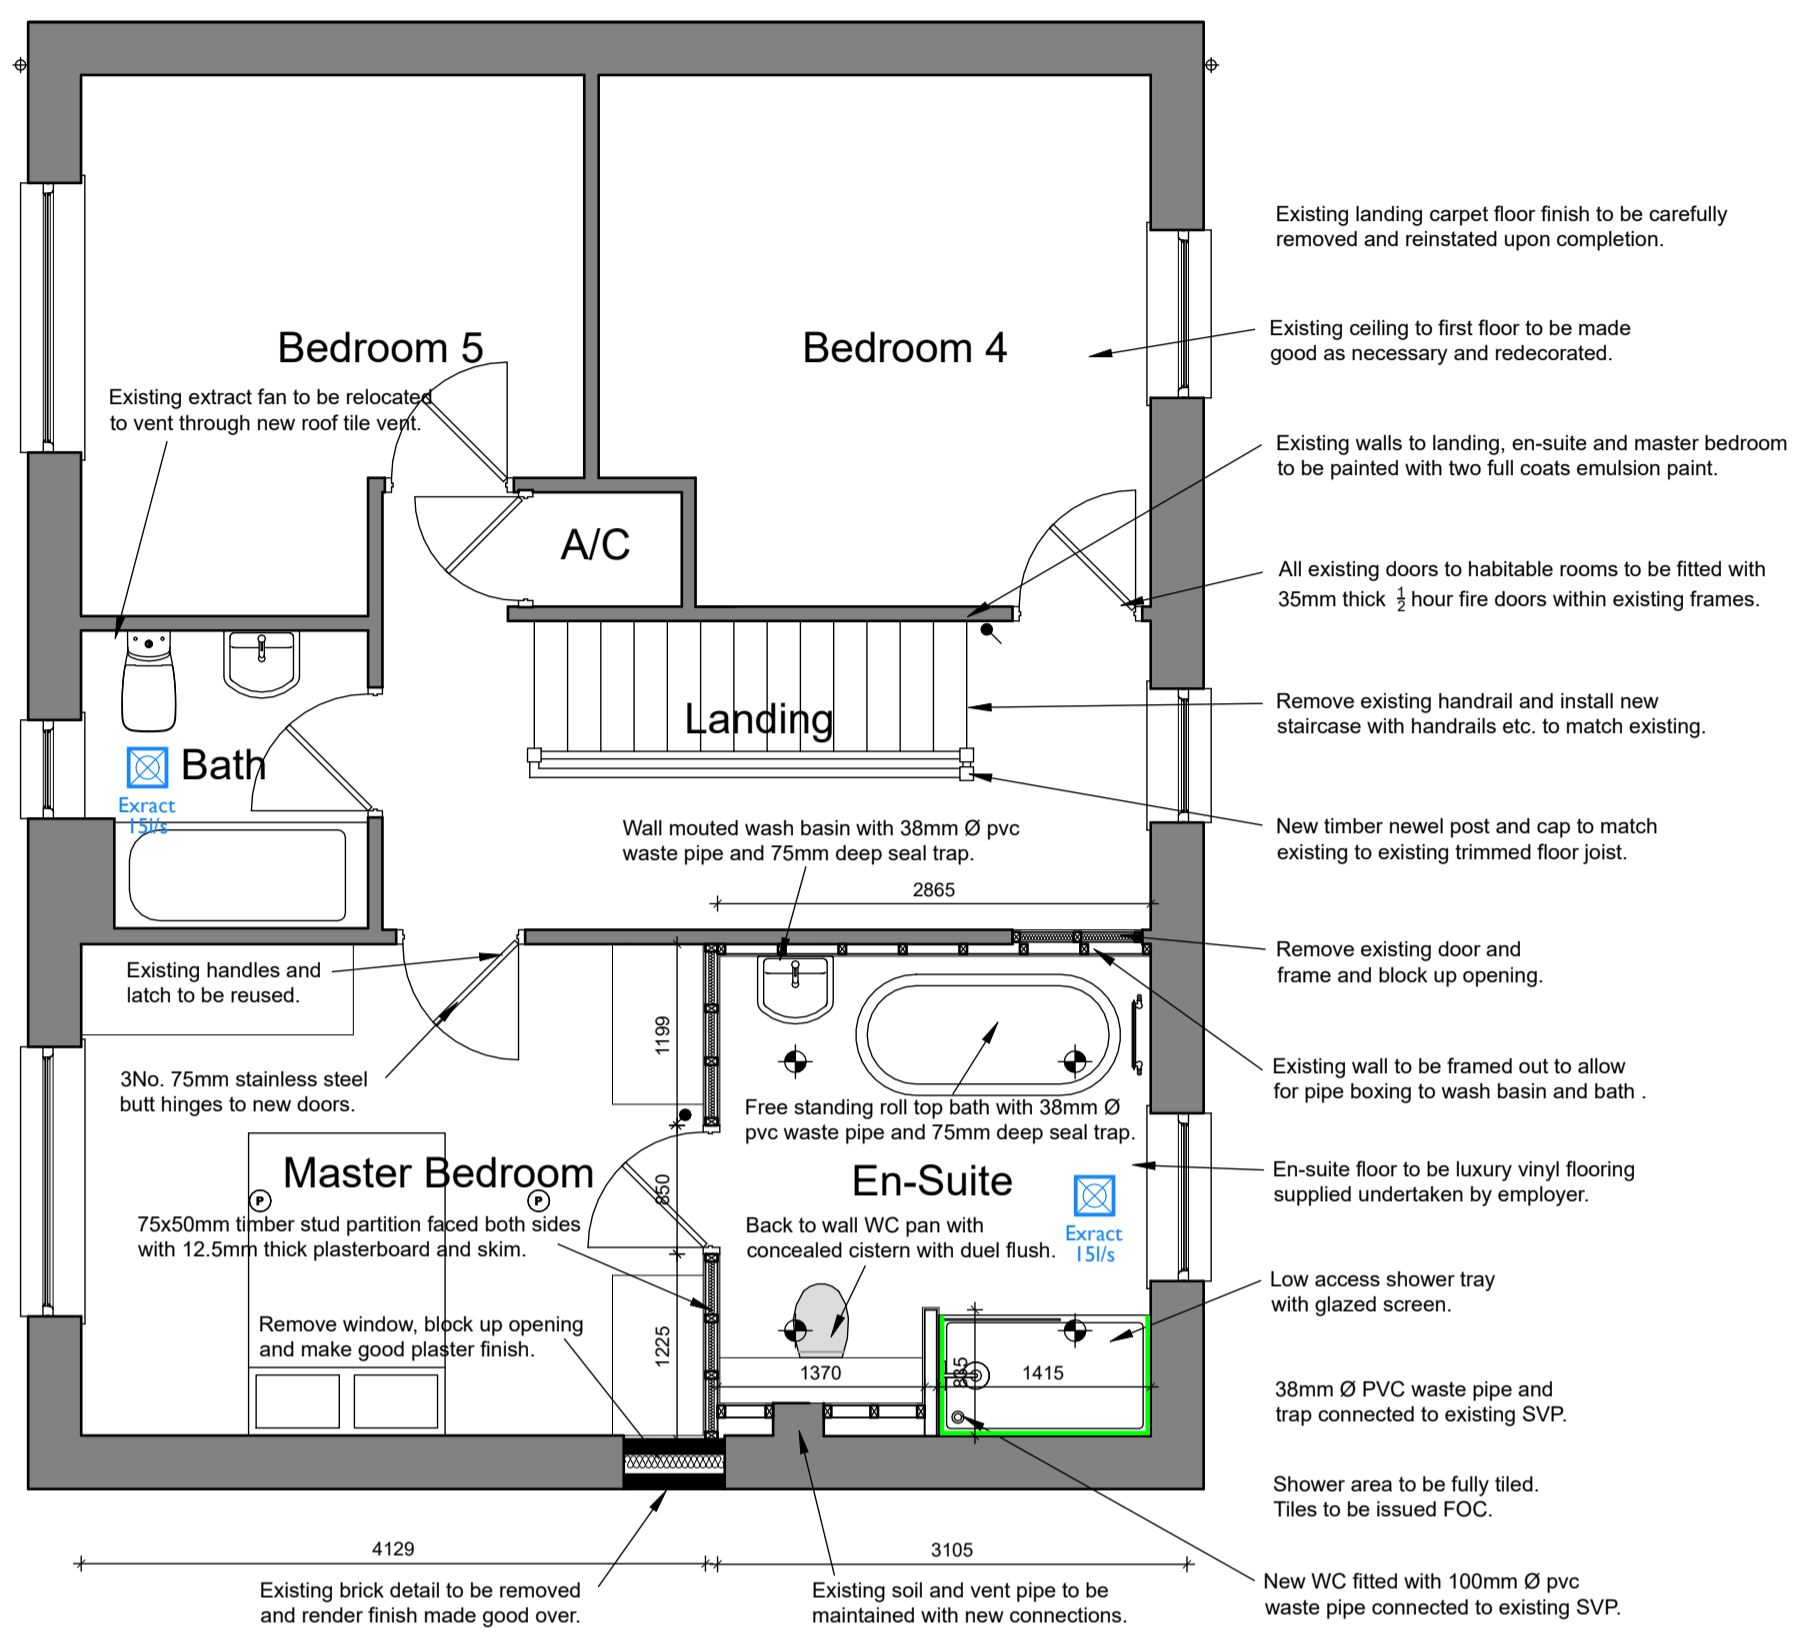 Existing landing carpet floor finish to be carefully
removed and reinstated upon completion.
Bedroom 5
Bedroom 4
Existing ceiling to first floor to be made
good as necessary and redecorated.
Existing extract fan to be relocated
to vent through new roof tile vent.
Existing walls to landing, en-suite and master bedroom
to be painted with two full coats emulsion paint.
A/C
All existing doors to habitable rooms to be fitted with
35mm thick ½ hour fire doors within existing frames.
Landing
Remove existing handrail and install new
staircase with handrails etc. to match existing.
Bath
Exract
15l/s
Wall mouted wash basin with 38mm Ø pvc
waste pipe and 75mm deep seal trap.
New timber newel post and cap to match
existing to existing trimmed floor joist.
2865
Remove existing door and
frame and block up opening.
Existing handles and
latch to be reused.
1199
3No. 75mm stainless steel
butt hinges to new doors.
Existing wall to be framed out to allow
for pipe boxing to wash basin and bath .
Free standing roll top bath with 38mm Ø
pvc waste pipe and 75mm deep seal trap.
Master Bedroom
850
En-Suite
En-suite floor to be luxury vinyl flooring
supplied undertaken by employer.
P
P
75x50mm timber stud partition faced both sides
with 12.5mm thick plasterboard and skim.
Back to wall WC pan with
concealed cistern with duel flush.
Exract
15l/s
Low access shower tray
with glazed screen.
Remove window, block up opening
and make good plaster finish.
1225
1370
835
1415
38mm Ø PVC waste pipe and
trap connected to existing SVP.
Shower area to be fully tiled.
Tiles to be issued FOC.
4129
3105
Existing brick detail to be removed
and render finish made good over.
Existing soil and vent pipe to be
maintained with new connections.
New WC fitted with 100mm Ø pvc
waste pipe connected to existing SVP.